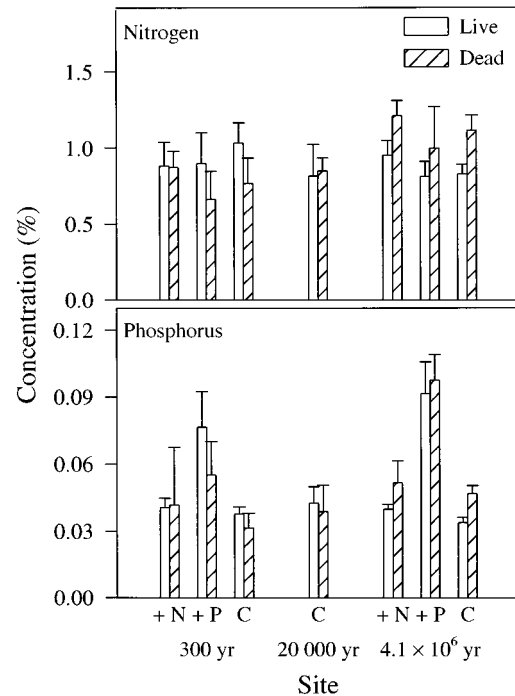 Nitrogen
Live
Dead
1.5
1.0
0.5
0.0
Concentration (%)
Phosphorus
0.12
0.09
0.06
0.03
0.00
+ N + P C C + N + P C
300 yr 20 000 yr 4.1 × 10⁶ yr
Site